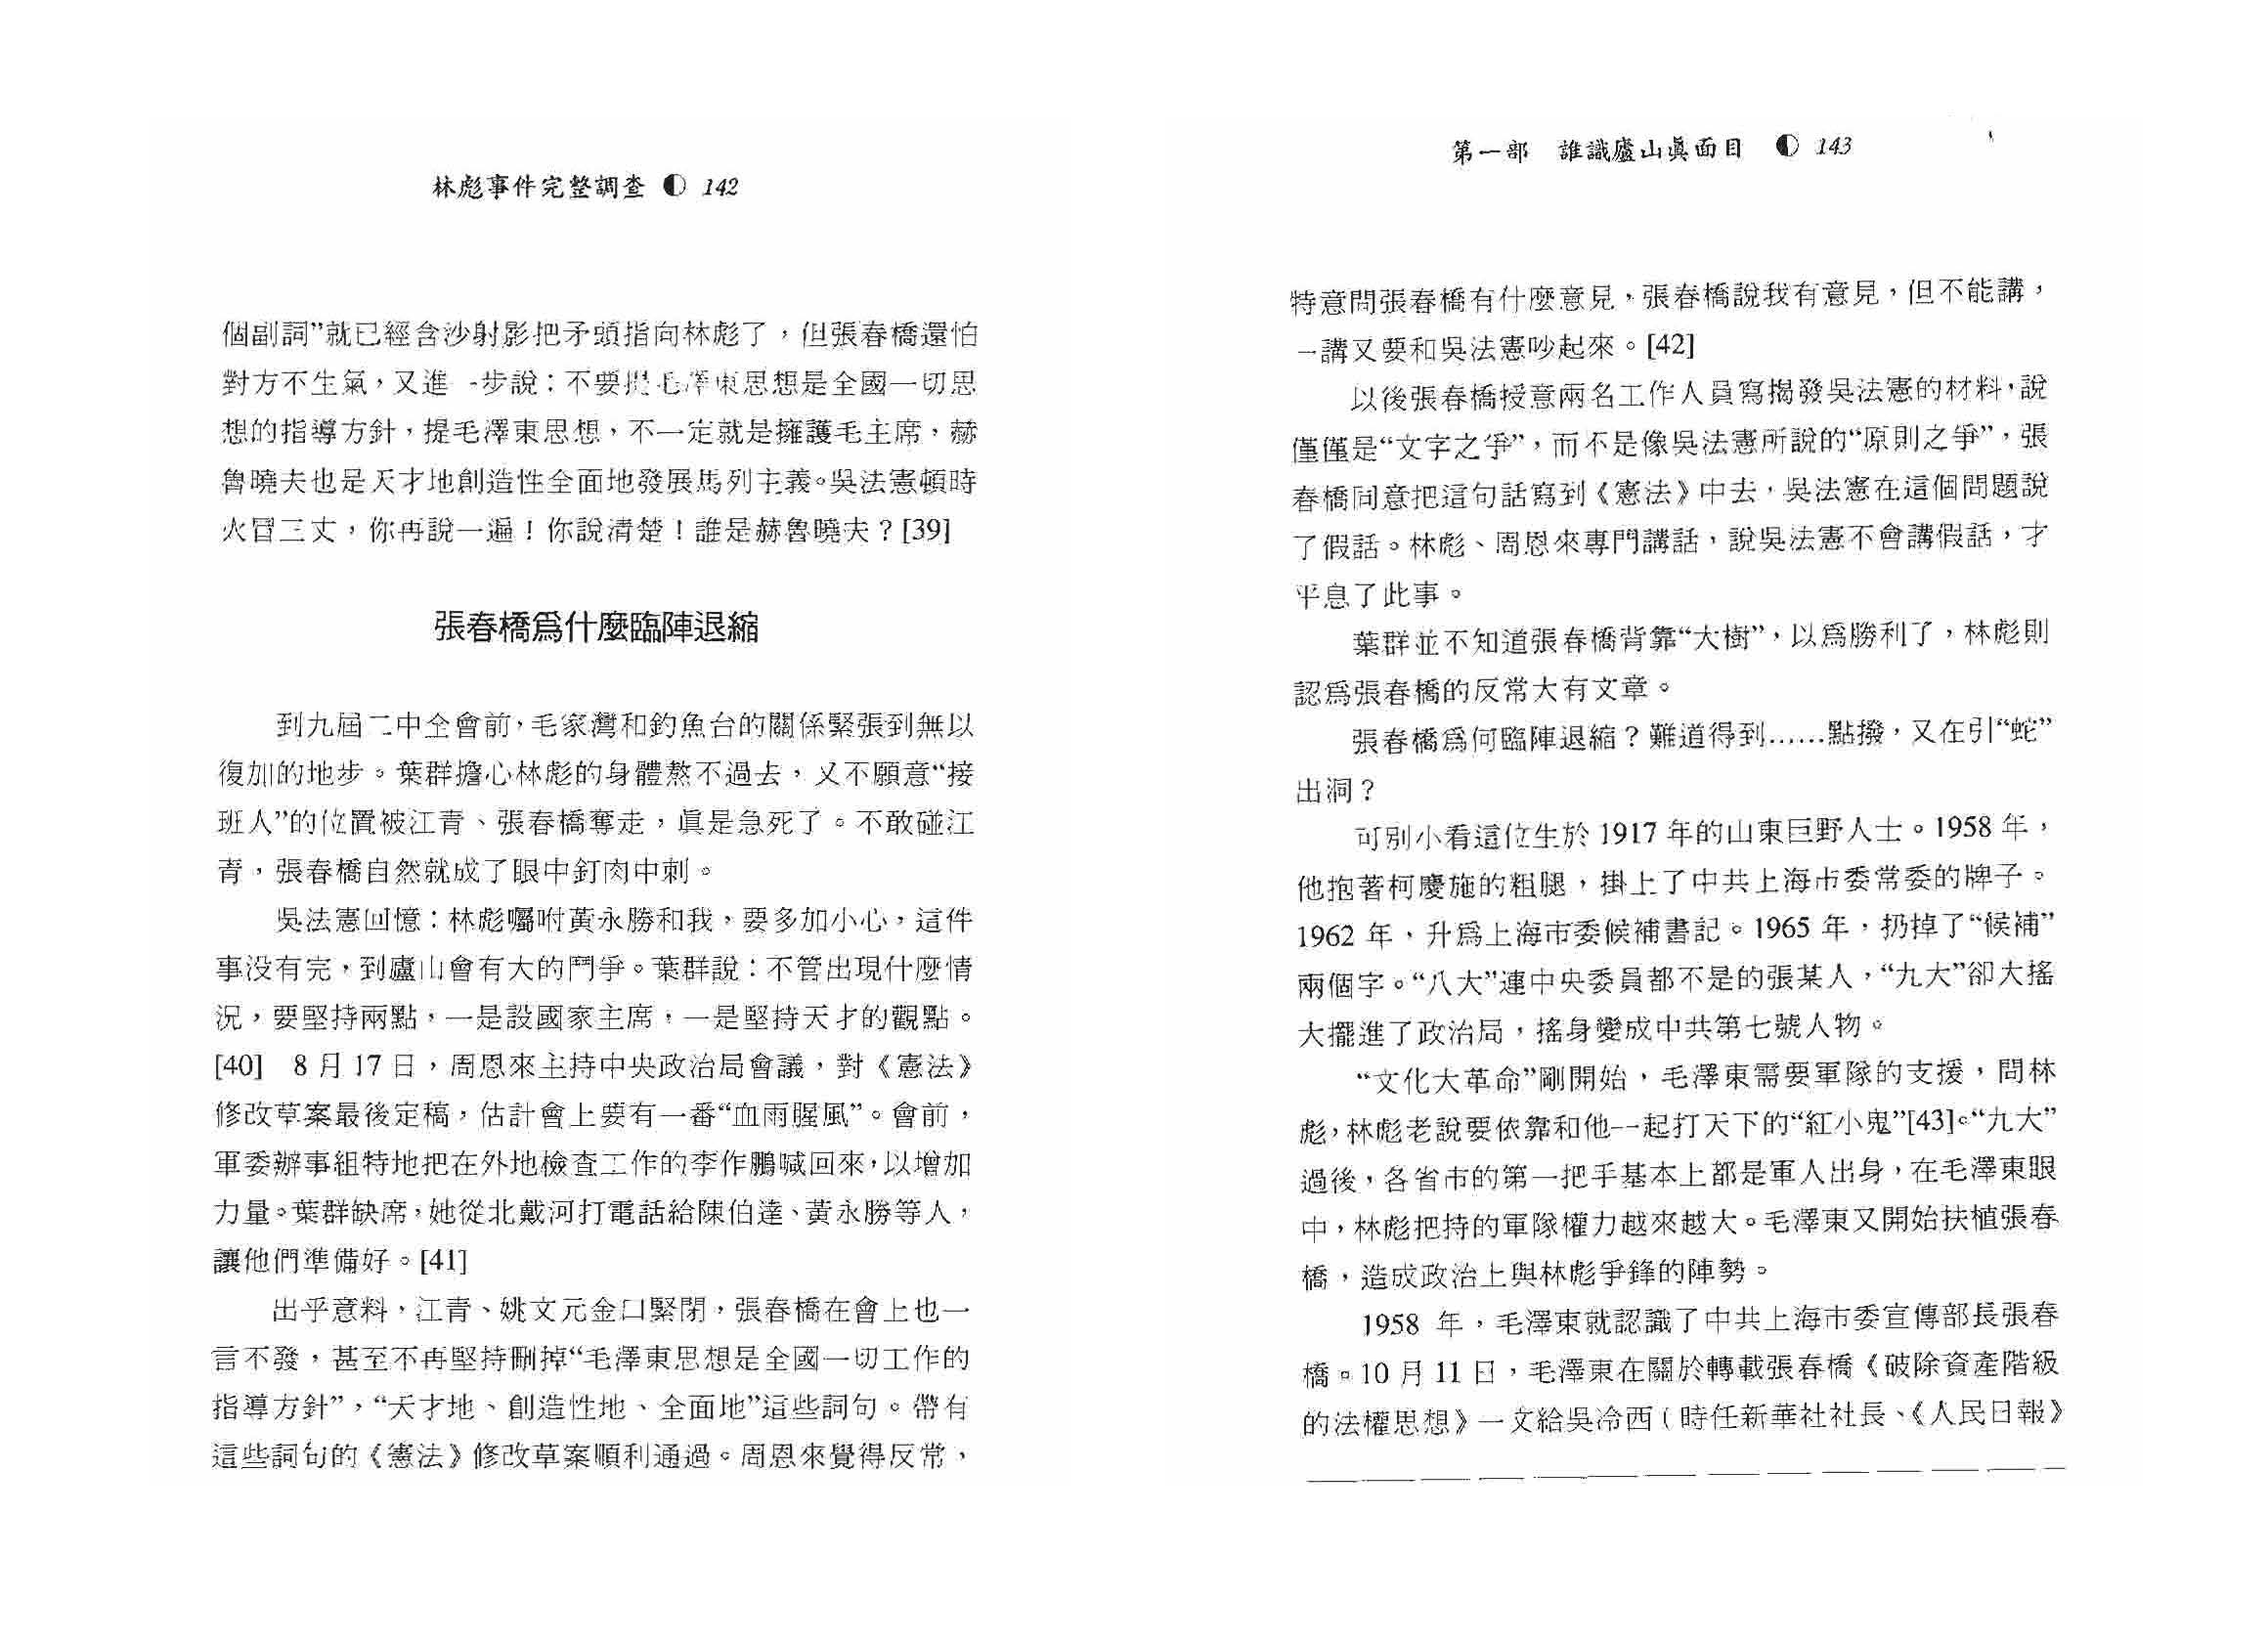 林彪事件完整調查 ◐ 142
個副詞”就已經含沙射影把矛頭指向林彪了，但張春橋還怕
對方不生氣，又進一步說：不要提毛澤東思想是全國一切思
想的指導方針，提毛澤東思想，不一定就是擁護毛主席，赫
魯曉夫也是天才地創造性全面地發展馬列主義。吳法憲頓時
火冒三丈，你再說一遍！你說清楚！誰是赫魯曉夫？[39]
張春橋爲什麼臨陣退縮
到九屆二中全會前，毛家灣和釣魚台的關係緊張到無以
復加的地步。葉群擔心林彪的身體熬不過去，又不願意“接
班人”的位置被江青、張春橋奪走，眞是急死了。不敢碰江
青，張春橋自然就成了眼中釘肉中刺。
吳法憲回憶：林彪囑咐黃永勝和我，要多加小心，這件
事沒有完，到廬山會有大的鬥爭。葉群說：不管出現什麼情
況，要堅持兩點，一是設國家主席，一是堅持天才的觀點。
[40] 8 月 17 日，周恩來主持中央政治局會議，對《憲法》
修改草案最後定稿，估計會上要有一番“血雨腥風”。會前，
軍委辦事組特地把在外地檢查工作的李作鵬喊回來，以增加
力量。葉群缺席，她從北戴河打電話給陳伯達、黃永勝等人，
讓他們準備好。[41]
出乎意料，江青、姚文元金口緊閉，張春橋在會上也一
言不發，甚至不再堅持刪掉“毛澤東思想是全國一切工作的
指導方針”，“天才地、創造性地、全面地”這些詞句。帶有
這些詞句的《憲法》修改草案順利通過。周恩來覺得反常，
第一部 誰識廬山眞面目 ◐ 143
特意問張春橋有什麼意見，張春橋說我有意見，但不能講，
一講又要和吳法憲吵起來。[42]
以後張春橋授意兩名工作人員寫揭發吳法憲的材料，說
僅僅是“文字之爭”，而不是像吳法憲所說的“原則之爭”，張
春橋同意把這句話寫到《憲法》中去，吳法憲在這個問題說
了假話。林彪、周恩來專門講話，說吳法憲不會講假話，才
平息了此事。
葉群並不知道張春橋背靠“大樹”，以爲勝利了，林彪則
認爲張春橋的反常大有文章。
張春橋爲何臨陣退縮？難道得到……點撥，又在引“蛇”
出洞？
可別小看這位生於 1917 年的山東巨野人士。1958 年，
他抱著柯慶施的粗腿，掛上了中共上海市委常委的牌子。
1962 年，升爲上海市委候補書記。1965 年，扔掉了“候補”
兩個字。“八大”連中央委員都不是的張某人，“九大”卻大搖
大擺進了政治局，搖身變成中共第七號人物。
“文化大革命”剛開始，毛澤東需要軍隊的支援，問林
彪，林彪老說要依靠和他一起打天下的“紅小鬼”[43]。“九大”
過後，各省市的第一把手基本上都是軍人出身，在毛澤東眼
中，林彪把持的軍隊權力越來越大。毛澤東又開始扶植張春
橋，造成政治上與林彪爭鋒的陣勢。
1958 年，毛澤東就認識了中共上海市委宣傳部長張春
橋。10 月 11 日，毛澤東在關於轉載張春橋《破除資產階級
的法權思想》一文給吳冷西（時任新華社社長、《人民日報》